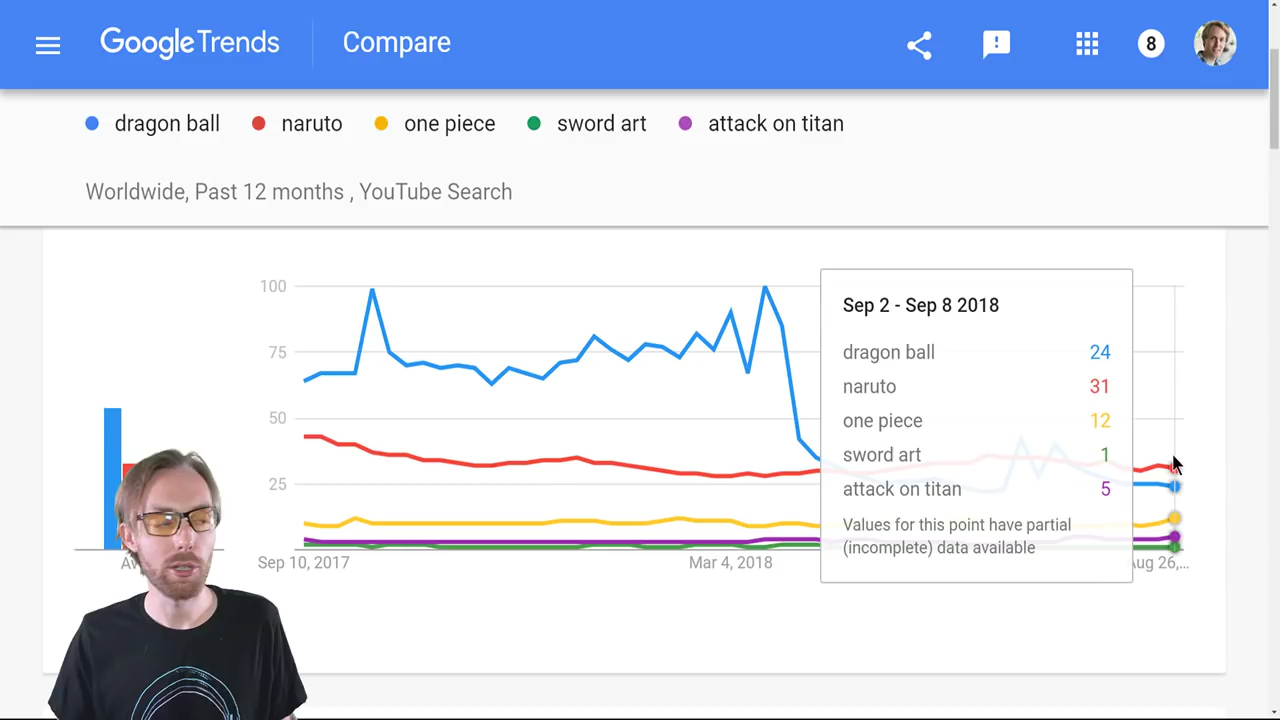 Google Trends Compare 8
dragon ball naruto one piece sword art attack on titan
Worldwide, Past 12 months , YouTube Search
100
75
50
25
Sep 2 - Sep 8 2018
dragon ball 24
naruto 31
one piece 12
sword art 1
attack on titan 5
Values for this point have partial
(incomplete) data available
Sep 10, 2017 Mar 4, 2018 Aug 26,...